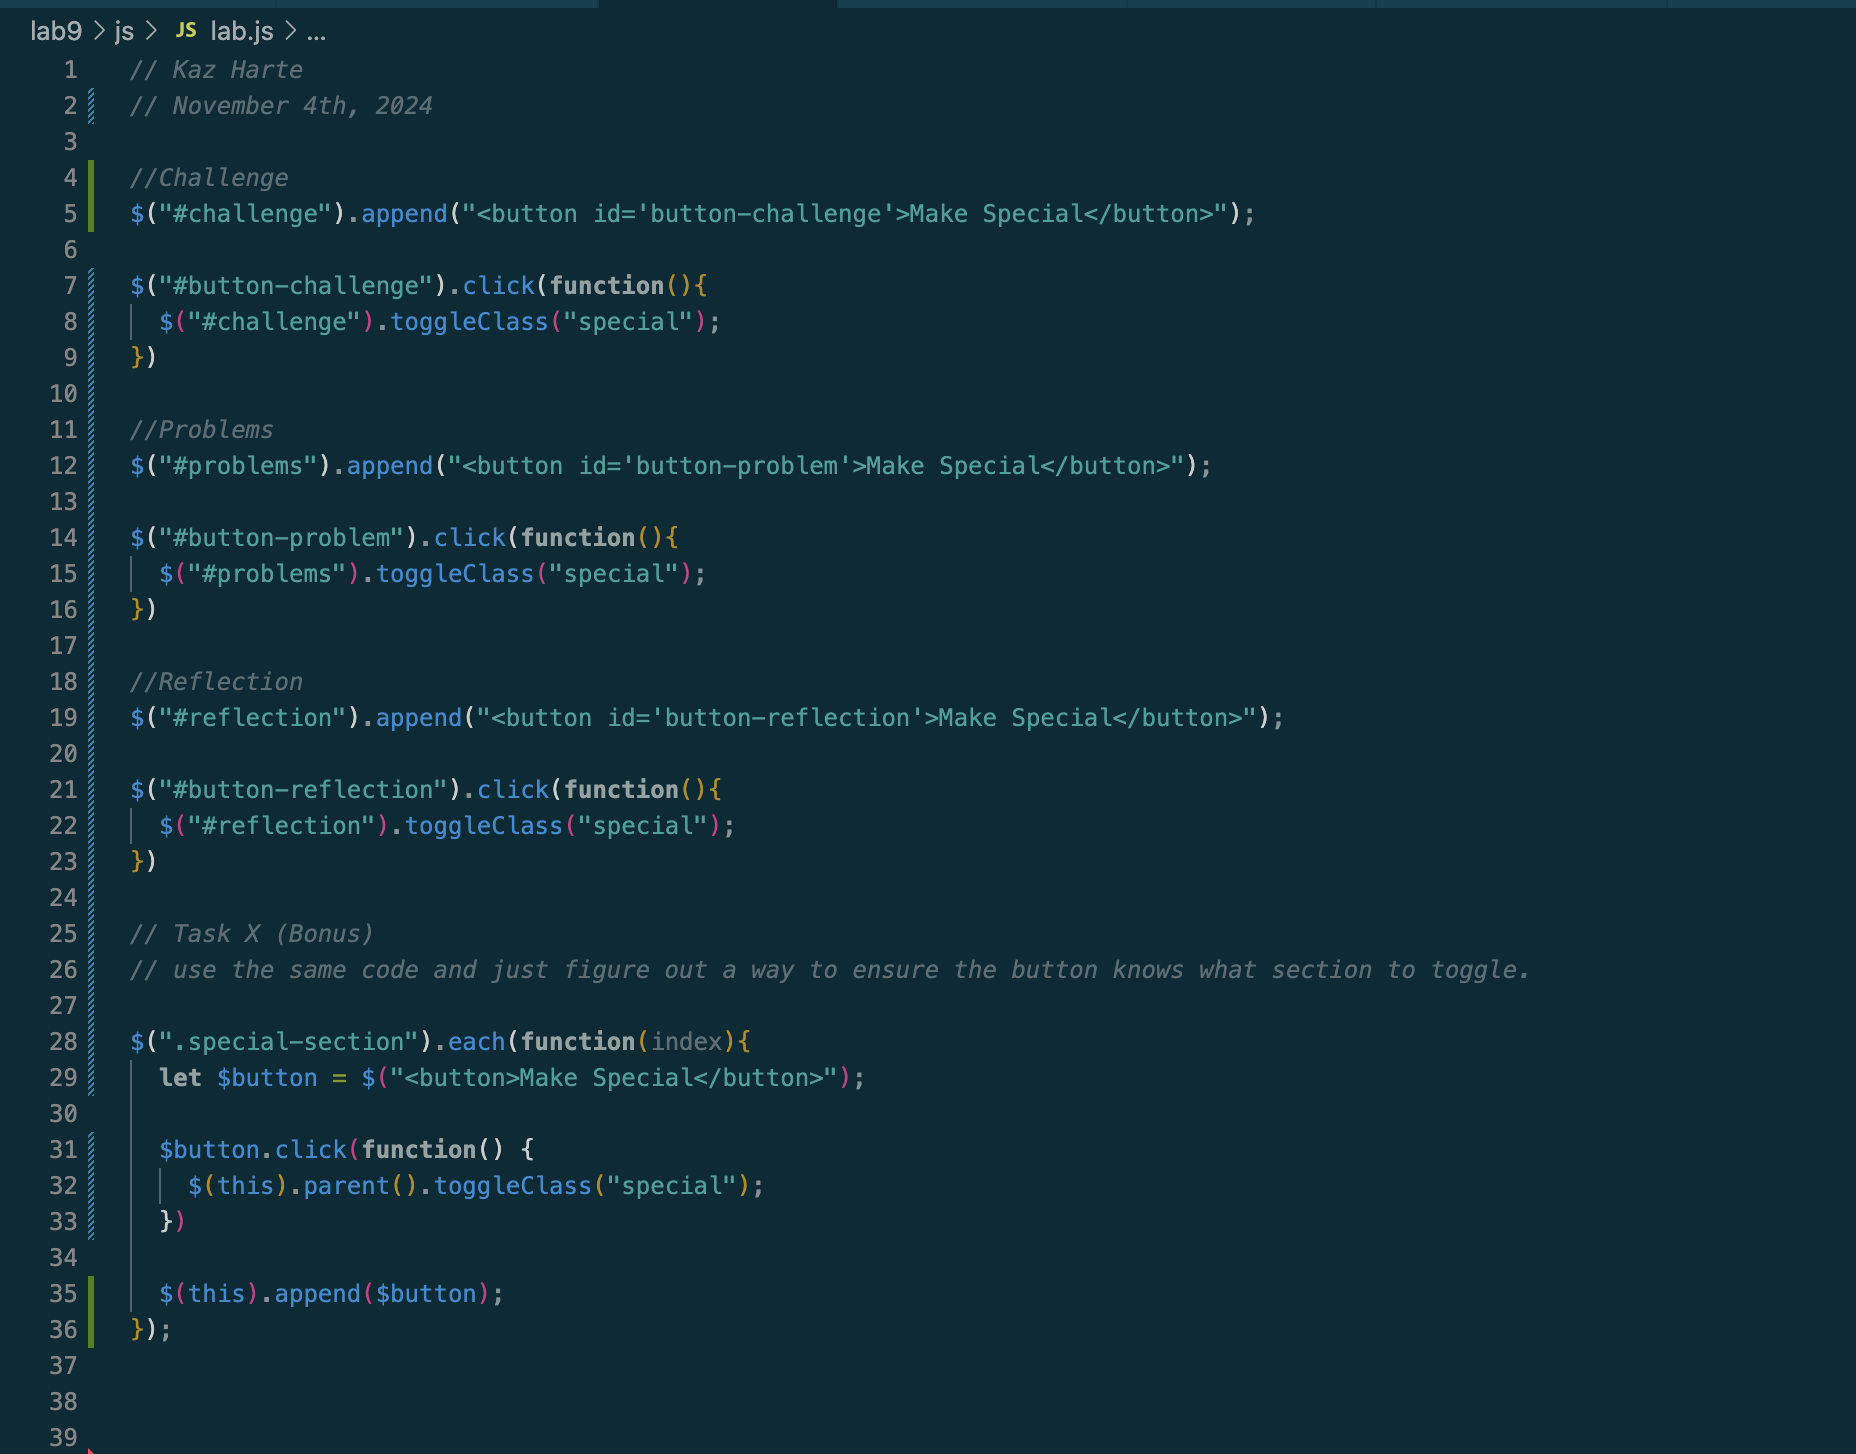 lab9 > js > JS lab.js > ...
1 // Kaz Harte
2 // November 4th, 2024
3
4 //Challenge
5 $("#challenge").append("<button id='button-challenge'>Make Special</button>");
6
7 $("#button-challenge").click(function(){
8 $("#challenge").toggleClass("special");
9 })
10
11 //Problems
12 $("#problems").append("<button id='button-problem'>Make Special</button>");
13
14 $("#button-problem").click(function(){
15 $("#problems").toggleClass("special");
16 })
17
18 //Reflection
19 $("#reflection").append("<button id='button-reflection'>Make Special</button>");
20
21 $("#button-reflection").click(function(){
22 $("#reflection").toggleClass("special");
23 })
24
25 // Task X (Bonus)
26 // use the same code and just figure out a way to ensure the button knows what section to toggle.
27
28 $(".special-section").each(function(index){
29 let $button = $("<button>Make Special</button>");
30
31 $button.click(function() {
32 $(this).parent().toggleClass("special");
33 })
34
35 $(this).append($button);
36 });
37
38
39